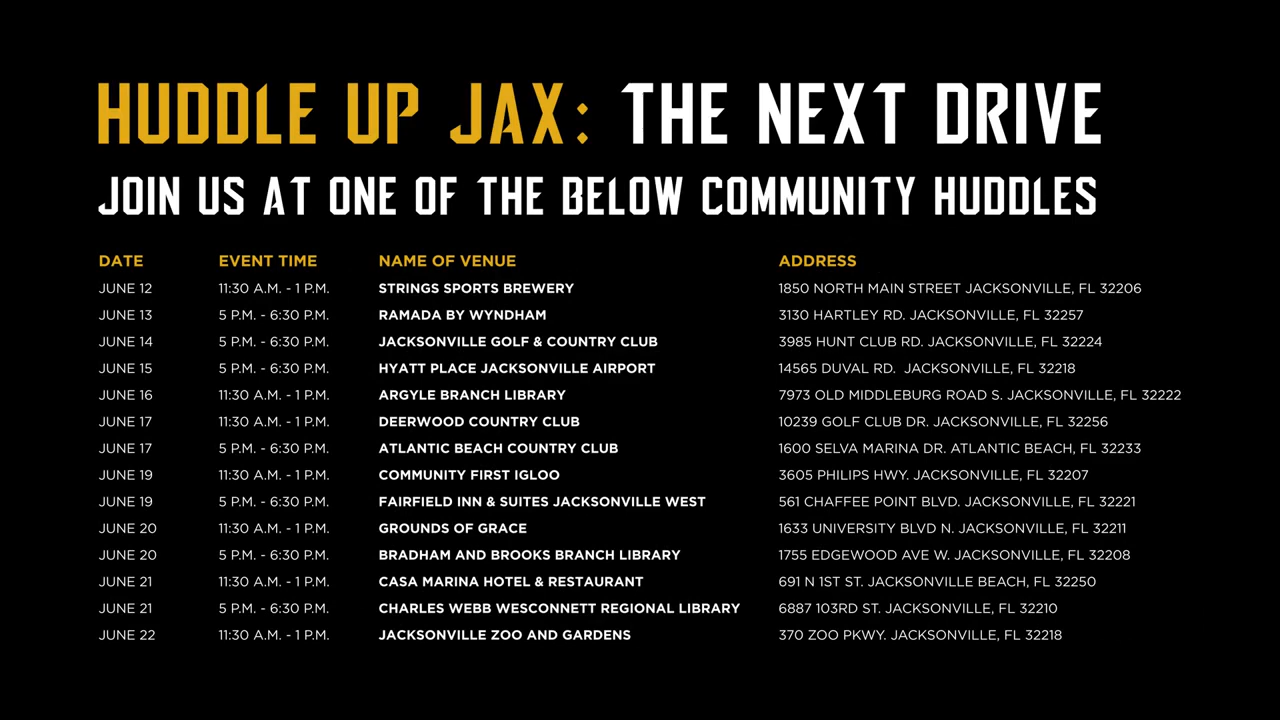 HUDDLE UP JAX: THE NEXT DRIVE
JOIN US AT ONE OF THE BELOW COMMUNITY HUDDLES
DATE EVENT TIME NAME OF VENUE ADDRESS
JUNE 12 11:30 A.M. - 1 P.M. STRINGS SPORTS BREWERY 1850 NORTH MAIN STREET JACKSONVILLE, FL 32206
JUNE 13 5 P.M. - 6:30 P.M. RAMADA BY WYNDHAM 3130 HARTLEY RD. JACKSONVILLE, FL 32257
JUNE 14 5 P.M. - 6:30 P.M. JACKSONVILLE GOLF & COUNTRY CLUB 3985 HUNT CLUB RD. JACKSONVILLE, FL 32224
JUNE 15 5 P.M. - 6:30 P.M. HYATT PLACE JACKSONVILLE AIRPORT 14565 DUVAL RD. JACKSONVILLE, FL 32218
JUNE 16 11:30 A.M. - 1 P.M. ARGYLE BRANCH LIBRARY 7973 OLD MIDDLEBURG ROAD S. JACKSONVILLE, FL 32222
JUNE 17 11:30 A.M. - 1 P.M. DEERWOOD COUNTRY CLUB 10239 GOLF CLUB DR. JACKSONVILLE, FL 32256
JUNE 17 5 P.M. - 6:30 P.M. ATLANTIC BEACH COUNTRY CLUB 1600 SELVA MARINA DR. ATLANTIC BEACH, FL 32233
JUNE 19 11:30 A.M. - 1 P.M. COMMUNITY FIRST IGLOO 3605 PHILIPS HWY. JACKSONVILLE, FL 32207
JUNE 19 5 P.M. - 6:30 P.M. FAIRFIELD INN & SUITES JACKSONVILLE WEST 561 CHAFFEE POINT BLVD. JACKSONVILLE, FL 32221
JUNE 20 11:30 A.M. - 1 P.M. GROUNDS OF GRACE 1633 UNIVERSITY BLVD N. JACKSONVILLE, FL 32211
JUNE 20 5 P.M. - 6:30 P.M. BRADHAM AND BROOKS BRANCH LIBRARY 1755 EDGEWOOD AVE W. JACKSONVILLE, FL 32208
JUNE 21 11:30 A.M. - 1 P.M. CASA MARINA HOTEL & RESTAURANT 691 N 1ST ST. JACKSONVILLE BEACH, FL 32250
JUNE 21 5 P.M. - 6:30 P.M. CHARLES WEBB WESCONNETT REGIONAL LIBRARY 6887 103RD ST. JACKSONVILLE, FL 32210
JUNE 22 11:30 A.M. - 1 P.M. JACKSONVILLE ZOO AND GARDENS 370 ZOO PKWY. JACKSONVILLE, FL 32218